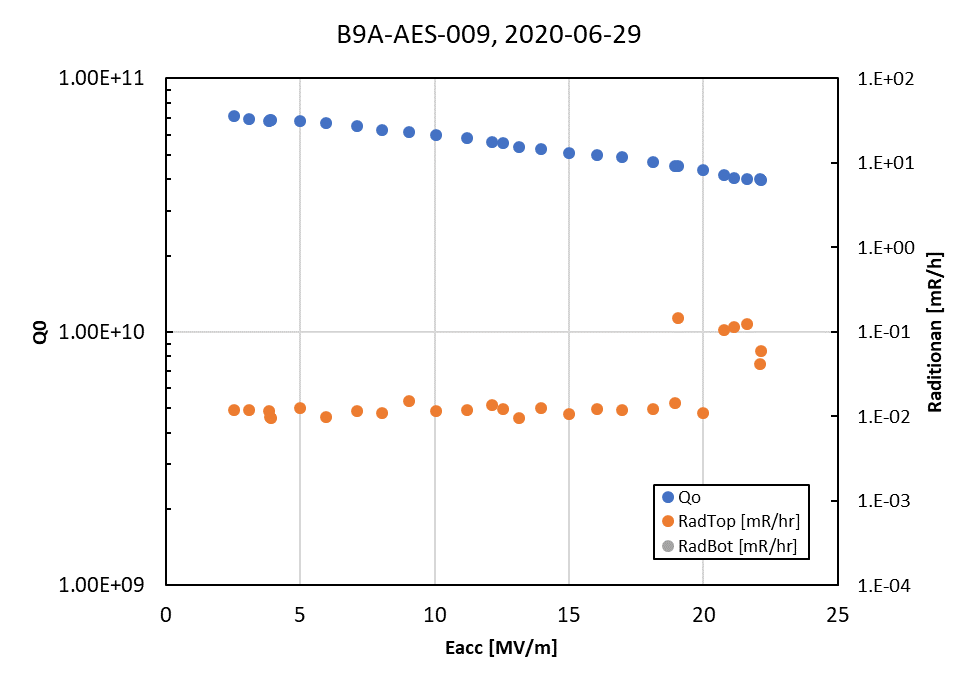 B9A-AES-009, 2020-06-29
1.00E+11
1.00E+10
1.00E+09
Q0
1.E+02
1.E+01
1.E+00
1.E-01
1.E-02
1.E-03
1.E-04
Raditionan [mR/h]
Qo
RadTop [mR/hr]
RadBot [mR/hr]
0 5 10 15 20 25
Eacc [MV/m]